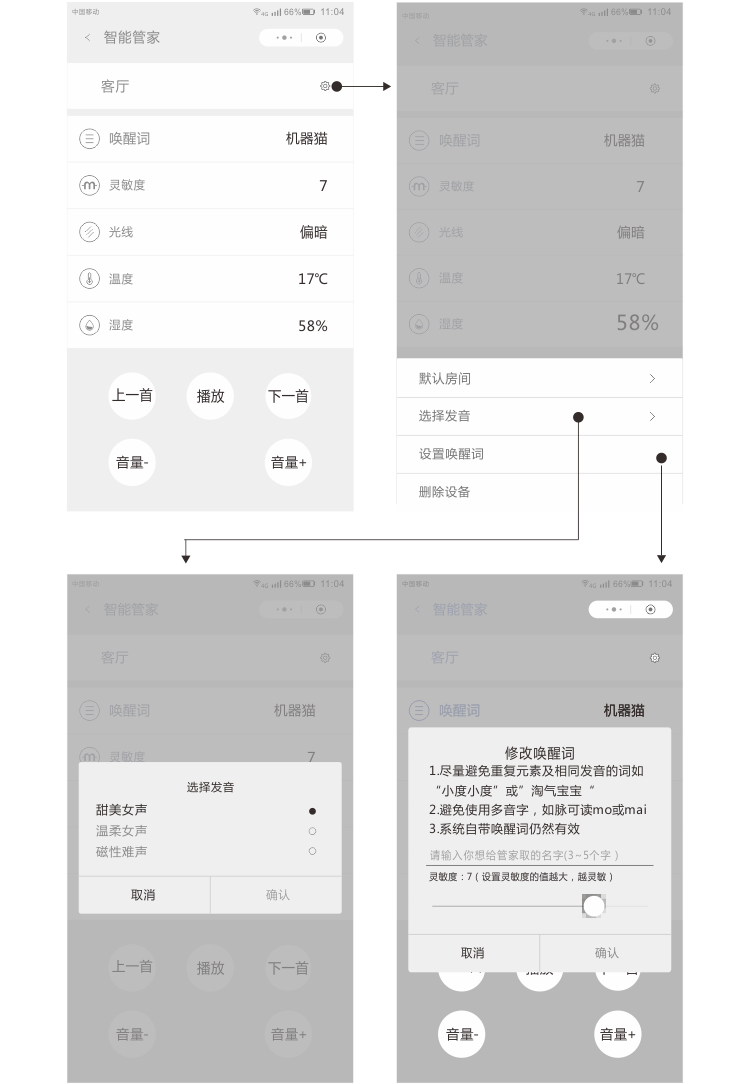 中国移动 4G 66% 11:04
智能管家
客厅
唤醒词 机器猫
灵敏度 7
光线 偏暗
温度 17℃
湿度 58%
上一首 播放 下一首
音量- 音量+
中国移动 4G 66% 11:04
智能管家
客厅
唤醒词 机器猫
灵敏度 7
光线 偏暗
温度 17℃
湿度 58%
默认房间
选择发音
设置唤醒词
删除设备
中国移动 4G 66% 11:04
智能管家
客厅
唤醒词 机器猫
灵敏度 7
选择发音
甜美女声
温柔女声
磁性难声
取消 确认
上一首 播放 下一首
音量- 音量+
中国移动 4G 66% 11:04
智能管家
客厅
唤醒词 机器猫
修改唤醒词
1.尽量避免重复元素及相同发音的词如
“小度小度”或”淘气宝宝“
2.避免使用多音字，如脉可读mo或mai
3.系统自带唤醒词仍然有效
请输入你想给管家取的名字(3~5个字）
灵敏度：7（设置灵敏度的值越大，越灵敏）
取消 确认
音量- 音量+